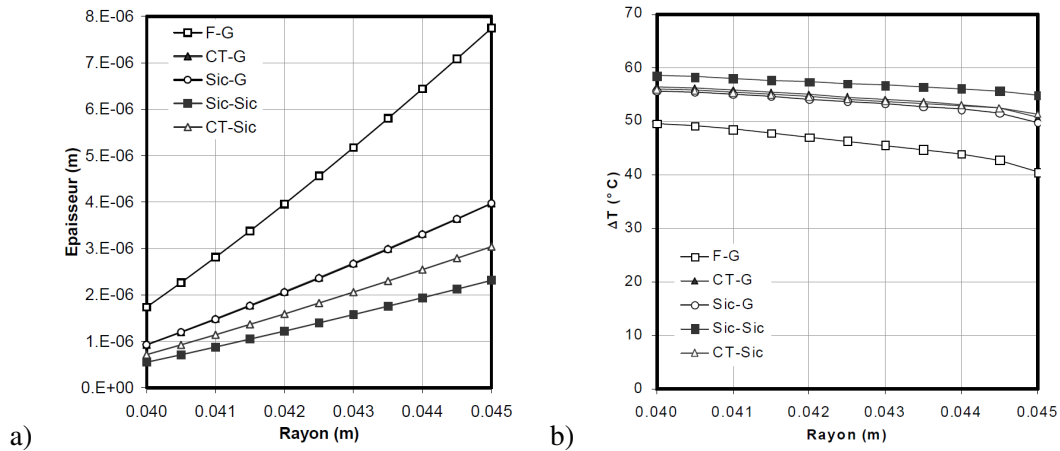 8.E-06
7.E-06
6.E-06
5.E-06
4.E-06
3.E-06
2.E-06
1.E-06
0.E+00
Epaisseur (m)
F-G
CT-G
Sic-G
Sic-Sic
CT-Sic
0.040 0.041 0.042 0.043 0.044 0.045
Rayon (m)
a)
70
60
50
40
30
20
10
0
ΔT (° C)
F-G
CT-G
Sic-G
Sic-Sic
CT-Sic
0.040 0.041 0.042 0.043 0.044 0.045
Rayon (m)
b)